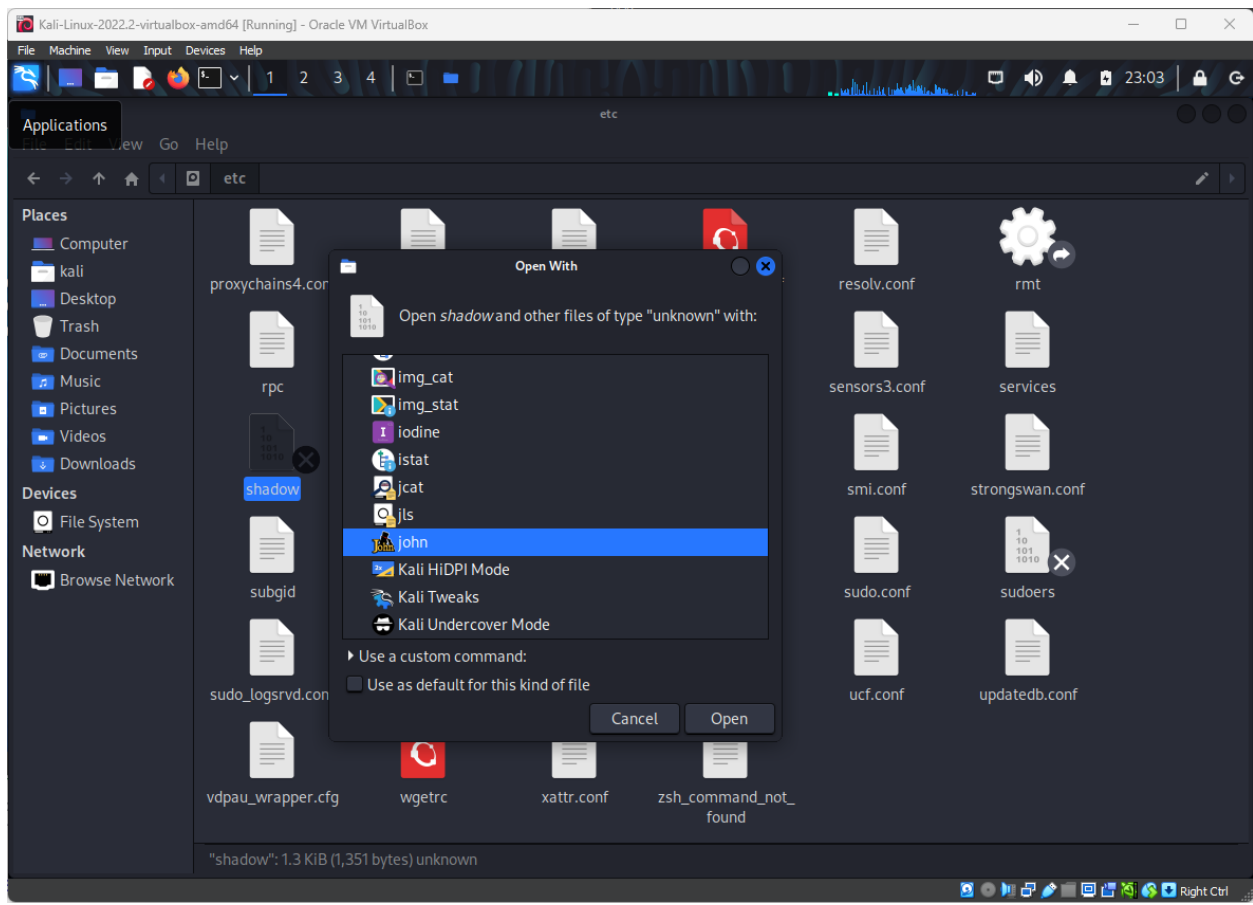 Kali-Linux-2022.2-virtualbox-amd64 [Running] - Oracle VM VirtualBox
File Machine View Input Devices Help
1 2 3 4 23:03
Applications
etc
File Edit View Go Help
etc
Places
Computer
kali
Desktop
Trash
Documents
Music
Pictures
Videos
Downloads
Devices
File System
Network
Browse Network
proxychains4.con
resolv.conf
rmt
rpc
sensors3.conf
services
shadow
smi.conf
strongswan.conf
subgid
sudo.conf
sudoers
sudo_logsrvd.con
ucf.conf
updatedb.conf
vdpau_wrapper.cfg
wgetrc
xattr.conf
zsh_command_not_
found
Open With
Open shadow and other files of type "unknown" with:
img_cat
img_stat
iodine
istat
jcat
jls
john
Kali HiDPI Mode
Kali Tweaks
Kali Undercover Mode
Use a custom command:
Use as default for this kind of file
Cancel
Open
"shadow": 1.3 KiB (1,351 bytes) unknown
Right Ctrl